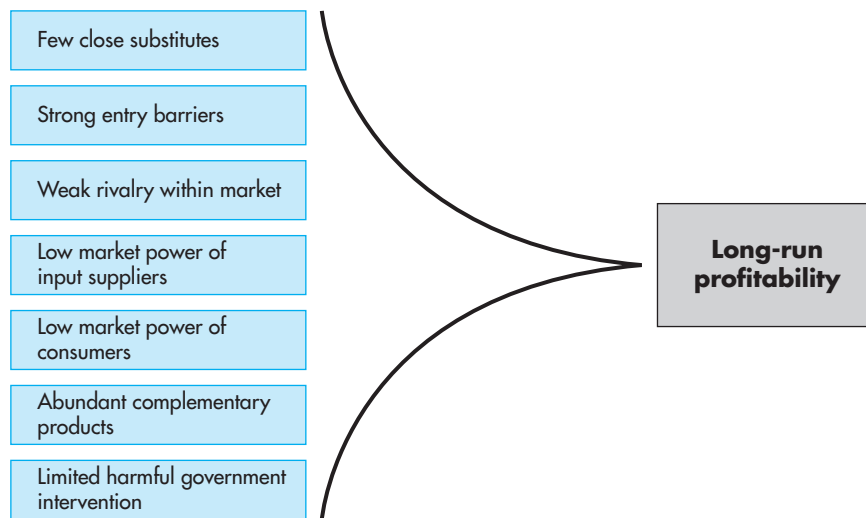 Few close substitutes
Strong entry barriers
Weak rivalry within market
Low market power of
input suppliers
Low market power of
consumers
Abundant complementary
products
Limited harmful government
intervention
Long-run
profitability